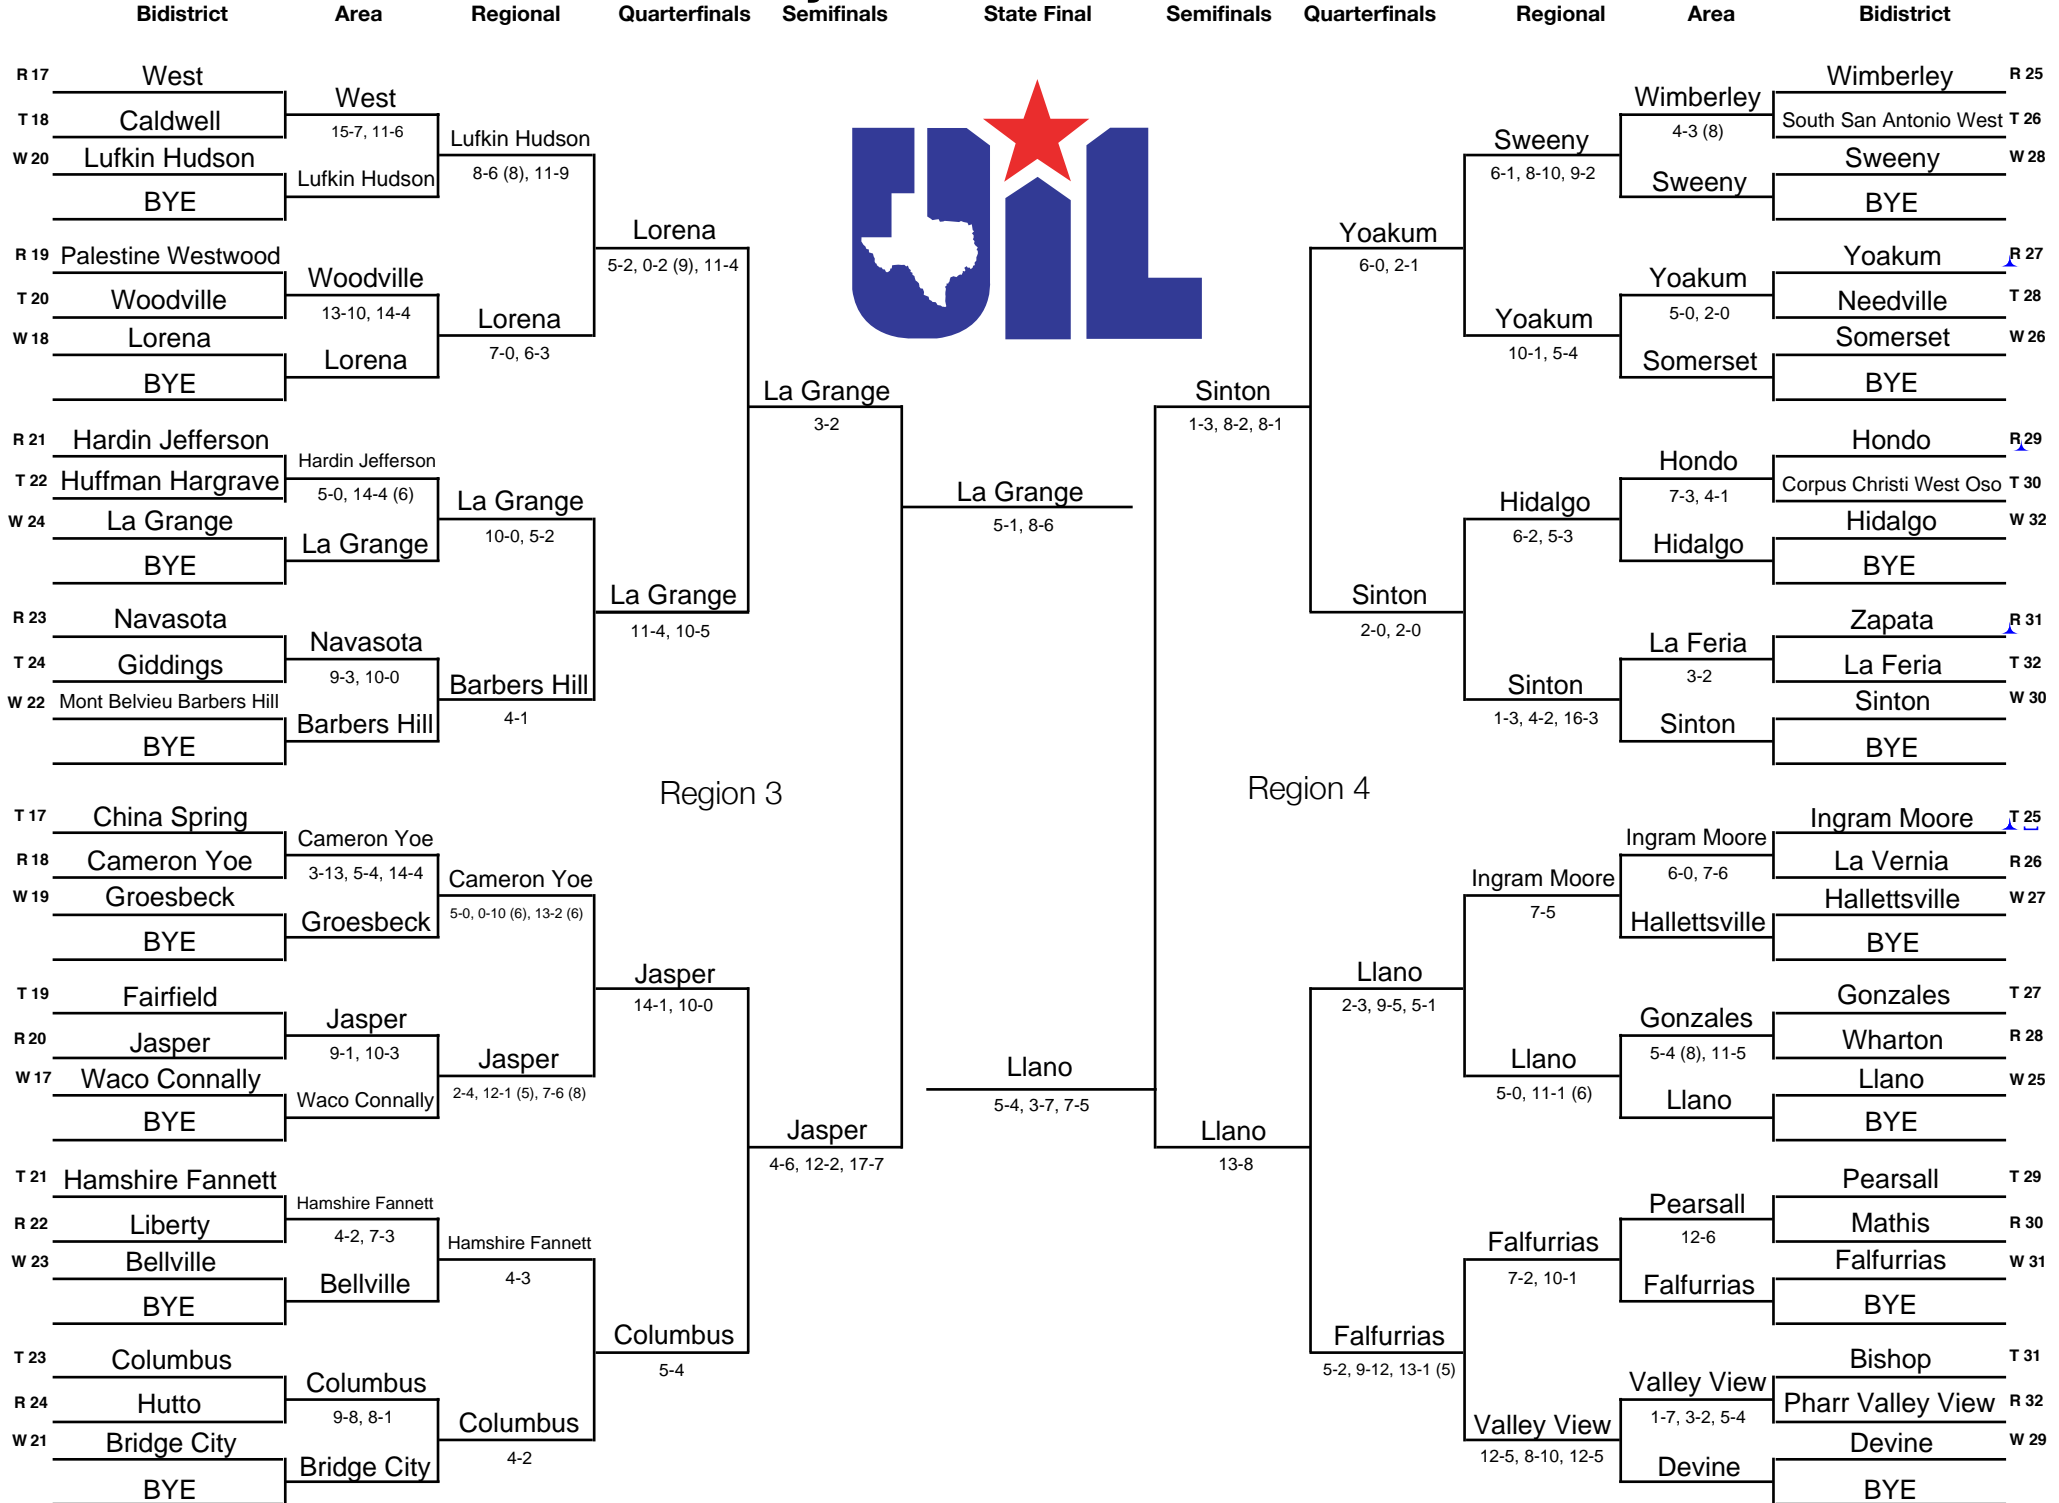 Bidistrict Area Regional Quarterfinals Semifinals State Final Semifinals Quarterfinals Regional Area Bidistrict
R 17 West
T 18 Caldwell
W 20 Lufkin Hudson
BYE
R 19 Palestine Westwood
T 20 Woodville
W 18 Lorena
BYE
R 21 Hardin Jefferson
T 22 Huffman Hargrave
W 24 La Grange
BYE
R 23 Navasota
T 24 Giddings
W 22 Mont Belvieu Barbers Hill
BYE
T 17 China Spring
R 18 Cameron Yoe
W 19 Groesbeck
BYE
T 19 Fairfield
R 20 Jasper
W 17 Waco Connally
BYE
T 21 Hamshire Fannett
R 22 Liberty
W 23 Bellville
BYE
T 23 Columbus
R 24 Hutto
W 21 Bridge City
BYE
West
15-7, 11-6
Lufkin Hudson
Woodville
13-10, 14-4
Lorena
Hardin Jefferson
5-0, 14-4 (6)
La Grange
Navasota
9-3, 10-0
Barbers Hill
Cameron Yoe
3-13, 5-4, 14-4
Groesbeck
Jasper
9-1, 10-3
Waco Connally
Hamshire Fannett
4-2, 7-3
Bellville
Columbus
9-8, 8-1
Bridge City
Lufkin Hudson
8-6 (8), 11-9
Lorena
7-0, 6-3
La Grange
10-0, 5-2
Barbers Hill
4-1
Cameron Yoe
5-0, 0-10 (6), 13-2 (6)
Jasper
2-4, 12-1 (5), 7-6 (8)
Hamshire Fannett
4-3
Columbus
4-2
Lorena
5-2, 0-2 (9), 11-4
La Grange
11-4, 10-5
Region 3
Jasper
14-1, 10-0
Columbus
5-4
La Grange
3-2
Jasper
4-6, 12-2, 17-7
UIL
La Grange
5-1, 8-6
Llano
5-4, 3-7, 7-5
Sinton
1-3, 8-2, 8-1
Llano
13-8
Yoakum
6-0, 2-1
Sinton
2-0, 2-0
Region 4
Llano
2-3, 9-5, 5-1
Falfurrias
5-2, 9-12, 13-1 (5)
Sweeny
6-1, 8-10, 9-2
Yoakum
10-1, 5-4
Hidalgo
6-2, 5-3
Sinton
1-3, 4-2, 16-3
Ingram Moore
7-5
Llano
5-0, 11-1 (6)
Falfurrias
7-2, 10-1
Valley View
12-5, 8-10, 12-5
Wimberley
4-3 (8)
Sweeny
Yoakum
5-0, 2-0
Somerset
Hondo
7-3, 4-1
Hidalgo
La Feria
3-2
Sinton
Ingram Moore
6-0, 7-6
Hallettsville
Gonzales
5-4 (8), 11-5
Llano
Pearsall
12-6
Falfurrias
Valley View
1-7, 3-2, 5-4
Devine
Wimberley R 25
South San Antonio West T 26
Sweeny W 28
BYE
Yoakum R 27
Needville T 28
Somerset W 26
BYE
Hondo R 29
Corpus Christi West Oso T 30
Hidalgo W 32
BYE
Zapata R 31
La Feria T 32
Sinton W 30
BYE
Ingram Moore T 25
La Vernia R 26
Hallettsville W 27
BYE
Gonzales T 27
Wharton R 28
Llano W 25
BYE
Pearsall T 29
Mathis R 30
Falfurrias W 31
BYE
Bishop T 31
Pharr Valley View R 32
Devine W 29
BYE